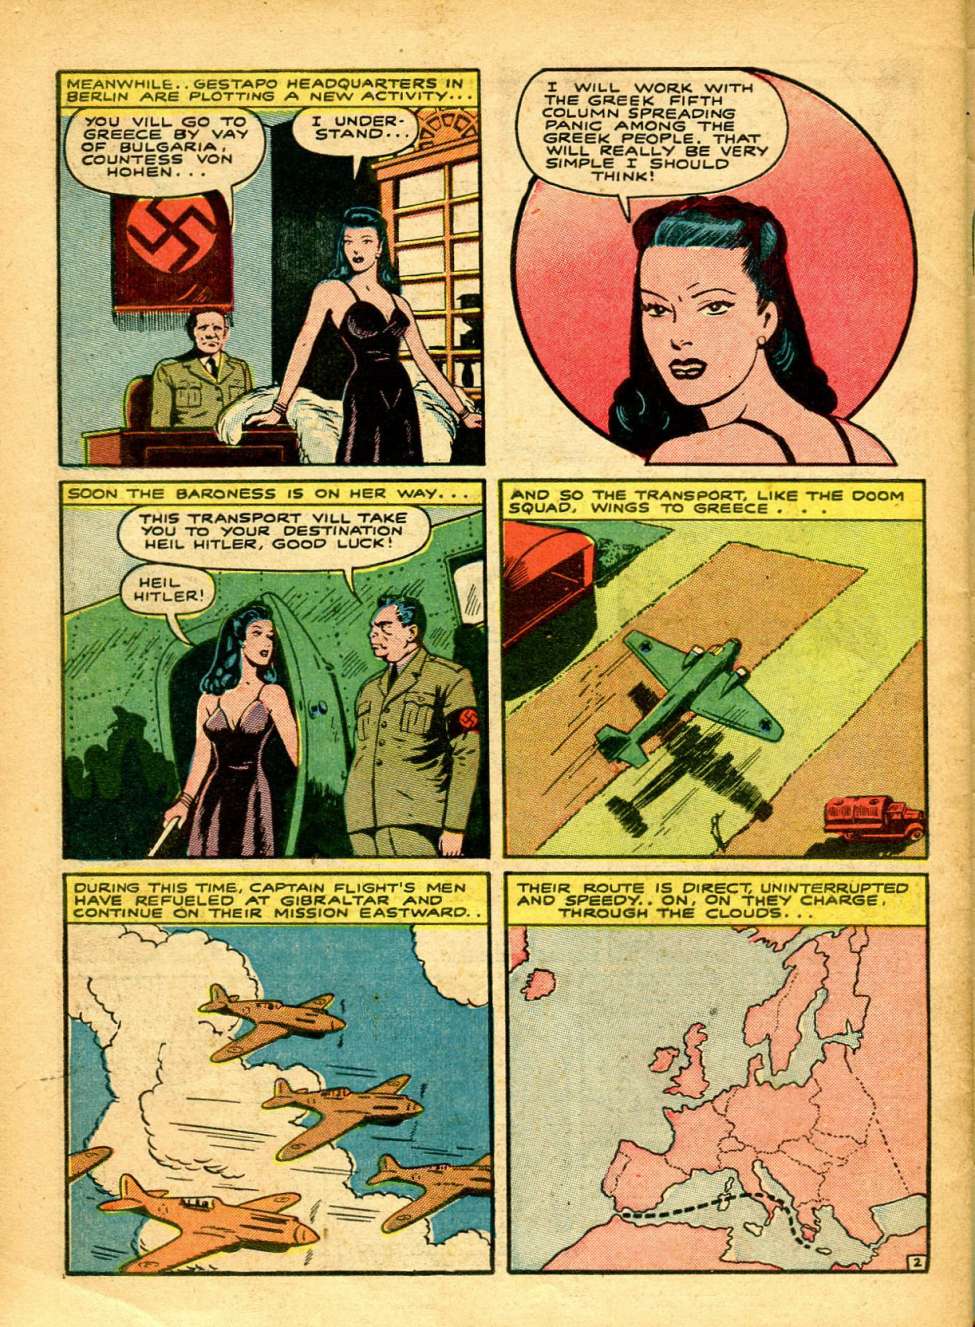 MEANWHILE.. GESTAPO HEADQUARTERS IN
BERLIN ARE PLOTTING A NEW ACTIVITY...
YOU VILL GO TO
GREECE BY VAY
OF BULGARIA,
COUNTESS VON
HOHEN...
I UNDER-
STAND...
I WILL WORK WITH
THE GREEK FIFTH
COLUMN SPREADING
PANIC AMONG THE
GREEK PEOPLE. THAT
WILL REALLY BE VERY
SIMPLE I SHOULD
THINK!
SOON THE BARONESS IS ON HER WAY...
THIS TRANSPORT VILL TAKE
YOU TO YOUR DESTINATION
HEIL HITLER, GOOD LUCK!
HEIL
HITLER!
AND SO THE TRANSPORT, LIKE THE DOOM
SQUAD, WINGS TO GREECE . . .
DURING THIS TIME, CAPTAIN FLIGHT'S MEN
HAVE REFUELED AT GIBRALTAR AND
CONTINUE ON THEIR MISSION EASTWARD..
THEIR ROUTE IS DIRECT, UNINTERRUPTED
AND SPEEDY.. ON, ON THEY CHARGE,
THROUGH THE CLOUDS...
2